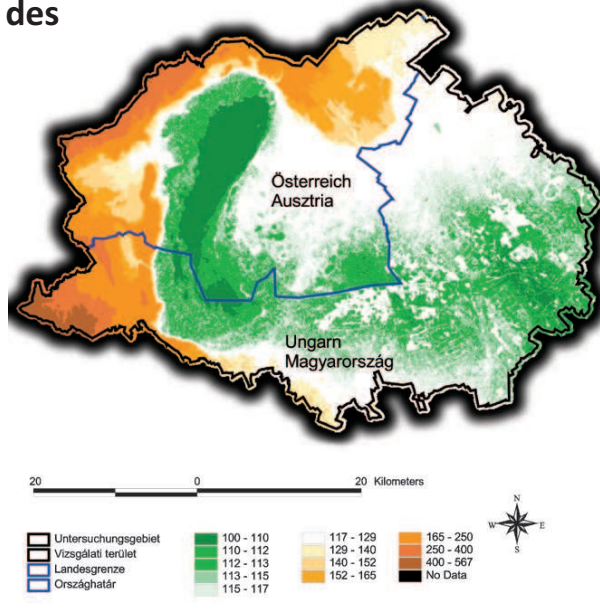 des
Österreich
Ausztria
Ungarn
Magyarország
20 0 20 Kilometers
N
W E
S
Untersuchungsgebiet
Vizsgálati terület
Landesgrenze
Országhatár
100 - 110
110 - 112
112 - 113
113 - 115
115 - 117
117 - 129
129 - 140
140 - 152
152 - 165
165 - 250
250 - 400
400 - 567
No Data